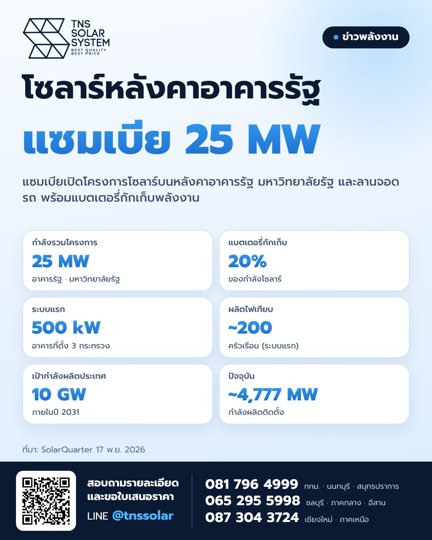 TNS
SOLAR
SYSTEM
BEST QUALITY
BEST PRICE
ข่าวพลังงาน
โซลาร์หลังคาอาคารรัฐ
แซมเบีย 25 MW
แซมเบียเปิดโครงการโซลาร์บนหลังคาอาคารรัฐ มหาวิทยาลัยรัฐ และลานจอด
รถ พร้อมแบตเตอรี่กักเก็บพลังงาน
กำลังรวมโครงการ
25 MW
อาคารรัฐ · มหาวิทยาลัยรัฐ
แบตเตอรี่กักเก็บ
20%
ของกำลังโซลาร์
ระบบแรก
500 kW
อาคารที่ตั้ง 3 กระทรวง
ผลิตไฟเทียบ
~200
ครัวเรือน (ระบบแรก)
เป้ากำลังผลิตประเทศ
10 GW
ภายในปี 2031
ปัจจุบัน
~4,777 MW
กำลังผลิตติดตั้ง
ที่มา: SolarQuarter 17 พ.ย. 2026
สอบถามรายละเอียด
และขอใบเสนอราคา
LINE @tnssolar
081 796 4999 กทม. · นนทบุรี · สมุทรปราการ
065 295 5998 ชลบุรี · ภาคกลาง · อีสาน
087 304 3724 เชียงใหม่ · ภาคเหนือ